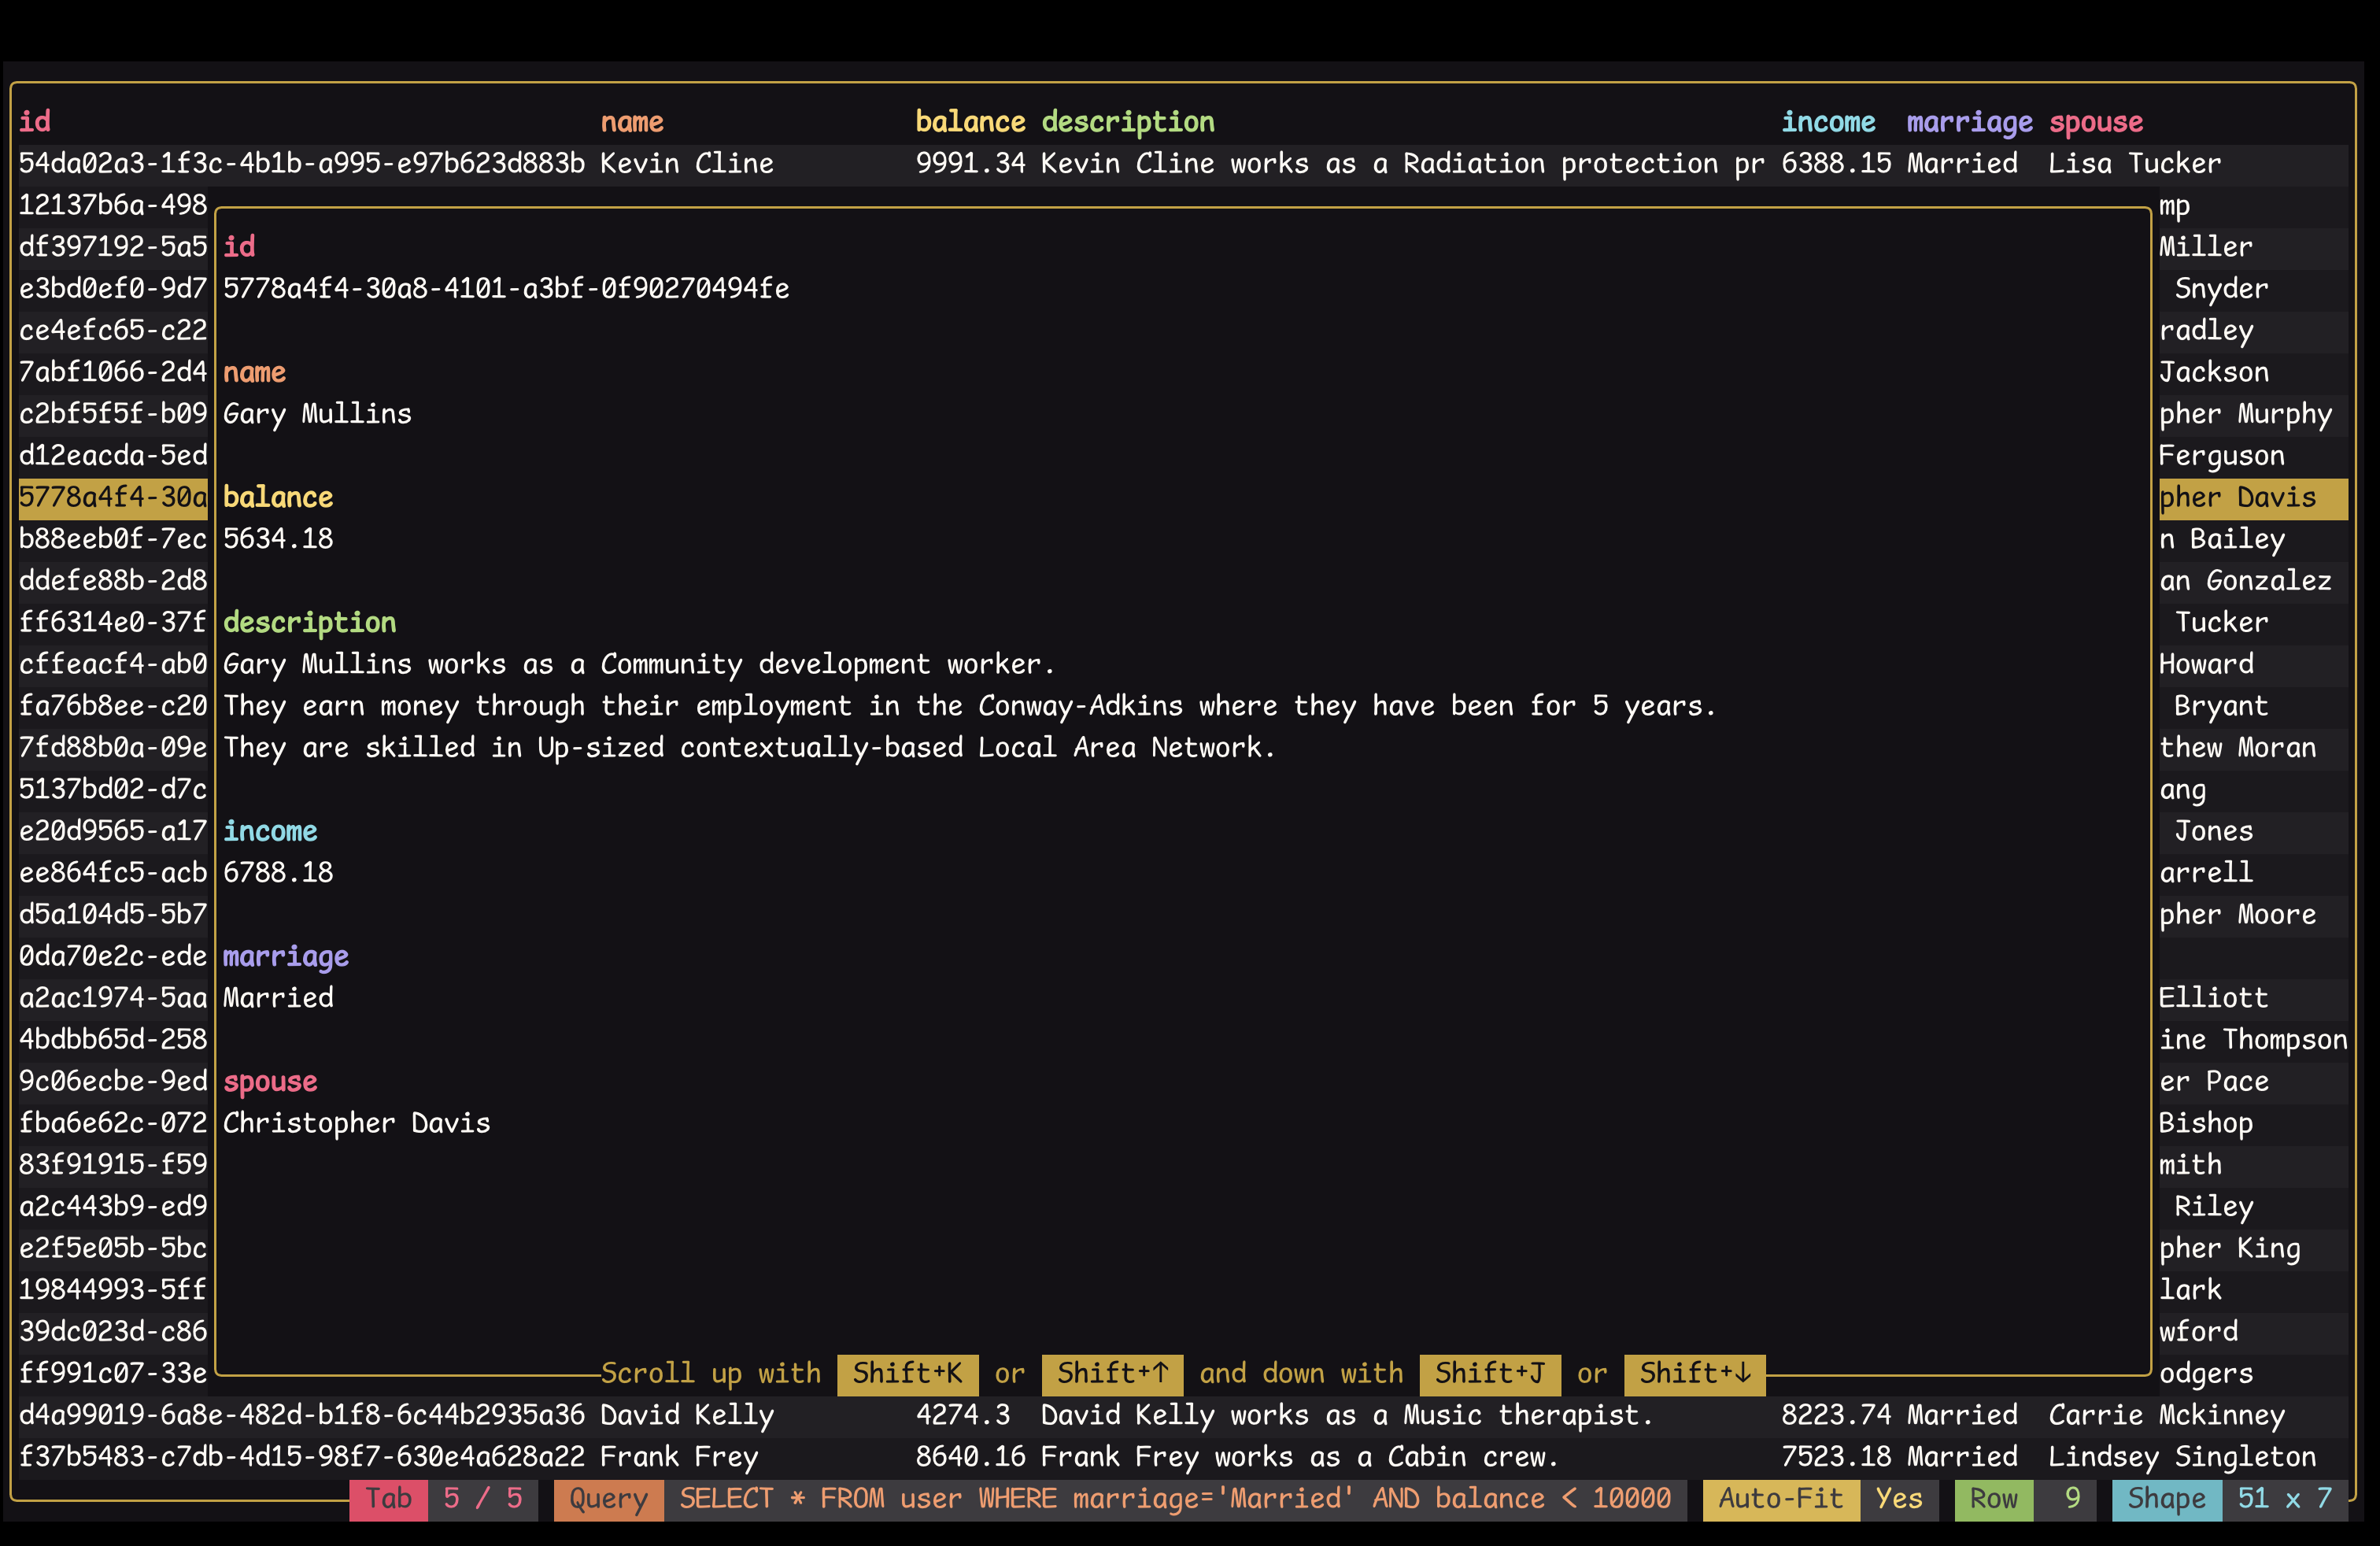 id name balance description income marriage spouse
54da02a3-1f3c-4b1b-a995-e97b623d883b Kevin Cline 9991.34 Kevin Cline works as a Radiation protection pr 6388.15 Married Lisa Tucker
12137b6a-498 mp
df397192-5a5 id Miller
e3bd0ef0-9d7 5778a4f4-30a8-4101-a3bf-0f90270494fe Snyder
ce4efc65-c22 radley
7abf1066-2d4 name Jackson
c2bf5f5f-b09 Gary Mullins pher Murphy
d12eacda-5ed Ferguson
5778a4f4-30a balance pher Davis
b88eeb0f-7ec 5634.18 n Bailey
ddefe88b-2d8 an Gonzalez
ff6314e0-37f description Tucker
cffeacf4-ab0 Gary Mullins works as a Community development worker. Howard
fa76b8ee-c20 They earn money through their employment in the Conway-Adkins where they have been for 5 years. Bryant
7fd88b0a-09e They are skilled in Up-sized contextually-based Local Area Network. thew Moran
5137bd02-d7c ang
e20d9565-a17 income Jones
ee864fc5-acb 6788.18 arrell
d5a104d5-5b7 pher Moore
0da70e2c-ede marriage
a2ac1974-5aa Married Elliott
4bdbb65d-258 ine Thompson
9c06ecbe-9ed spouse er Pace
fba6e62c-072 Christopher Davis Bishop
83f91915-f59 mith
a2c443b9-ed9 Riley
e2f5e05b-5bc pher King
19844993-5ff lark
39dc023d-c86 wford
ff991c07-33e Scroll up with Shift+K or Shift+↑ and down with Shift+J or Shift+↓ odgers
d4a99019-6a8e-482d-b1f8-6c44b2935a36 David Kelly 4274.3 David Kelly works as a Music therapist. 8223.74 Married Carrie Mckinney
f37b5483-c7db-4d15-98f7-630e4a628a22 Frank Frey 8640.16 Frank Frey works as a Cabin crew. 7523.18 Married Lindsey Singleton
Tab 5 / 5 Query SELECT * FROM user WHERE marriage='Married' AND balance < 10000 Auto-Fit Yes Row 9 Shape 51 x 7